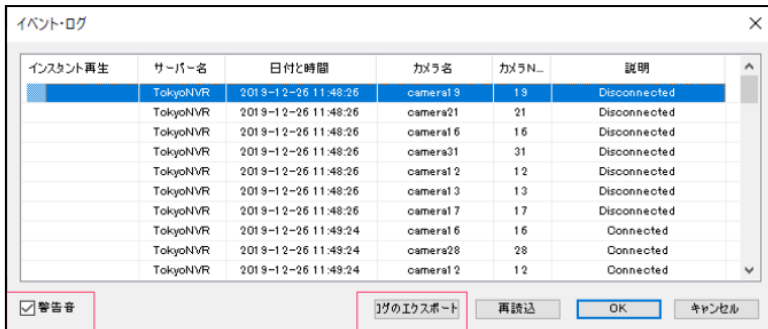 イベント・ログ
インスタント再生 サーバー名 日付と時間 カメラ名 カメラN... 説明
TokyoNVR 2019-12-26 11:48:26 camera19 19 Disconnected
TokyoNVR 2019-12-26 11:48:26 camera21 21 Disconnected
TokyoNVR 2019-12-26 11:48:26 camera16 16 Disconnected
TokyoNVR 2019-12-26 11:48:26 camera31 31 Disconnected
TokyoNVR 2019-12-26 11:48:26 camera12 12 Disconnected
TokyoNVR 2019-12-26 11:48:26 camera13 13 Disconnected
TokyoNVR 2019-12-26 11:48:26 camera17 17 Disconnected
TokyoNVR 2019-12-26 11:49:24 camera16 16 Connected
TokyoNVR 2019-12-26 11:49:24 camera28 28 Connected
TokyoNVR 2019-12-26 11:49:24 camera12 12 Connected
警告音 ログのエクスポート 再読込 OK キャンセル